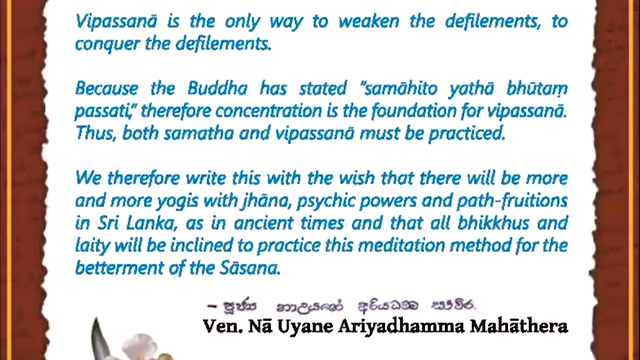 Vipassanā is the only way to weaken the defilements, to
conquer the defilements.
Because the Buddha has stated "samāhito yathā bhūtaṃ
passati," therefore concentration is the foundation for vipassanā.
Thus, both samatha and vipassanā must be practiced.
We therefore write this with the wish that there will be more
and more yogis with jhāna, psychic powers and path-fruitions
in Sri Lanka, as in ancient times and that all bhikkhus and
laity will be inclined to practice this meditation method for the
betterment of the Sāsana.
– පූජ්‍ය නාඋයනේ අරියධම්ම
Ven. Nā Uyane Ariyadhamma Mahāthera